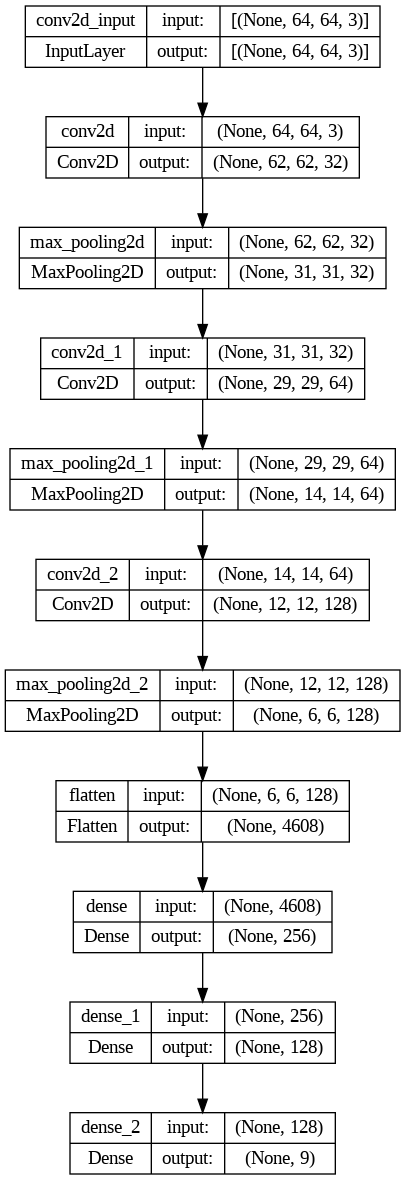 conv2d_input input: [(None, 64, 64, 3)]
InputLayer output: [(None, 64, 64, 3)]
conv2d input: (None, 64, 64, 3)
Conv2D output: (None, 62, 62, 32)
max_pooling2d input: (None, 62, 62, 32)
MaxPooling2D output: (None, 31, 31, 32)
conv2d_1 input: (None, 31, 31, 32)
Conv2D output: (None, 29, 29, 64)
max_pooling2d_1 input: (None, 29, 29, 64)
MaxPooling2D output: (None, 14, 14, 64)
conv2d_2 input: (None, 14, 14, 64)
Conv2D output: (None, 12, 12, 128)
max_pooling2d_2 input: (None, 12, 12, 128)
MaxPooling2D output: (None, 6, 6, 128)
flatten input: (None, 6, 6, 128)
Flatten output: (None, 4608)
dense input: (None, 4608)
Dense output: (None, 256)
dense_1 input: (None, 256)
Dense output: (None, 128)
dense_2 input: (None, 128)
Dense output: (None, 9)